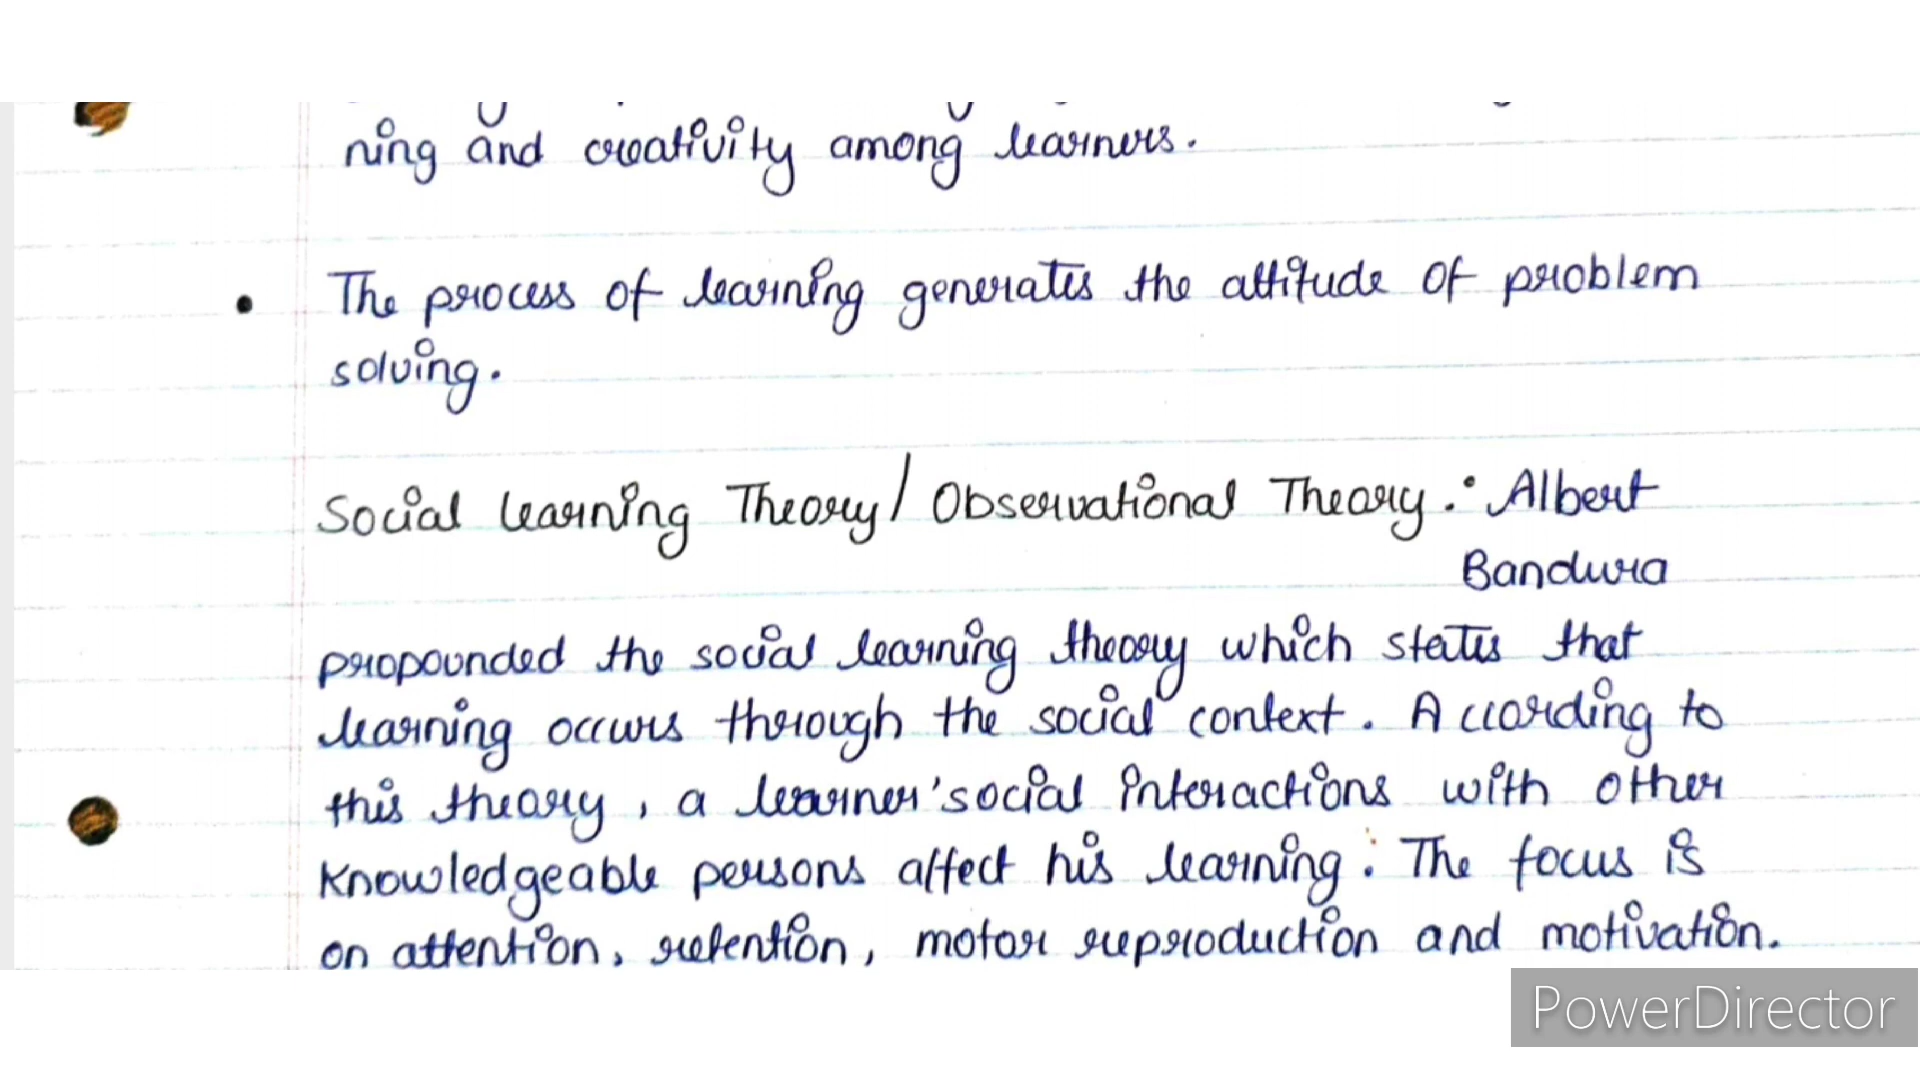 ning and creativity among learners.
• The process of learning generates the attitude of problem
solving.
Social learning Theory/ Observational Theory : Albert
Bandura
propounded the social learning theory which states that
learning occurs through the social context. According to
this theory, a learner's social interactions with other
knowledgeable persons affect his learning. The focus is
on attention, retention, motor reproduction and motivation.
PowerDirector